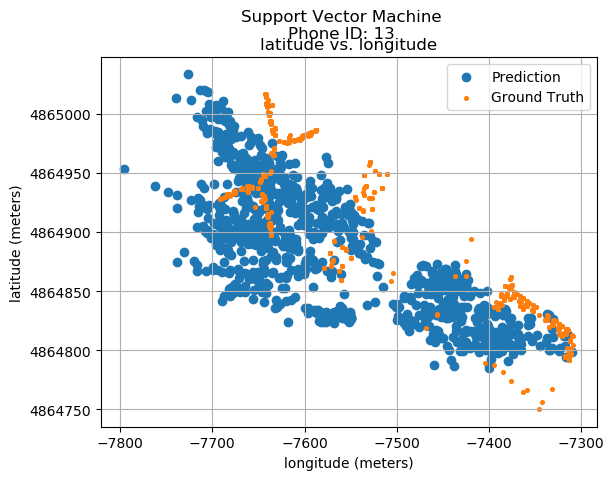 Support Vector Machine
Phone ID: 13
latitude vs. longitude
Prediction
Ground Truth
4865000
4864950
4864900
4864850
4864800
4864750
latitude (meters)
−7800 −7700 −7600 −7500 −7400 −7300
longitude (meters)